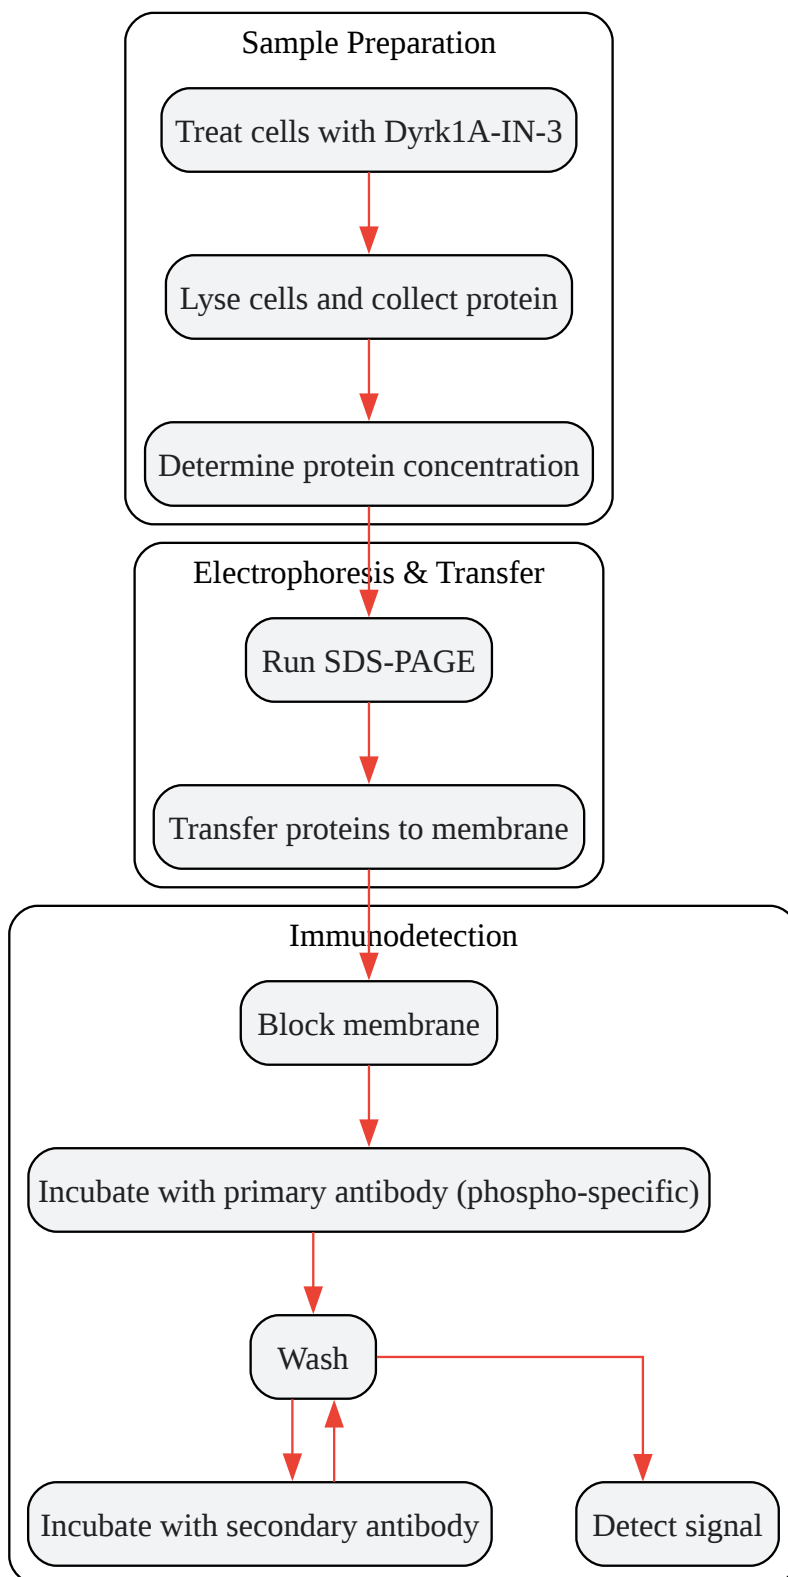 Sample Preparation
Treat cells with Dyrk1A-IN-3
Lyse cells and collect protein
Determine protein concentration
Electrophoresis & Transfer
Run SDS-PAGE
Transfer proteins to membrane
Immunodetection
Block membrane
Incubate with primary antibody (phospho-specific)
Wash
Incubate with secondary antibody
Detect signal